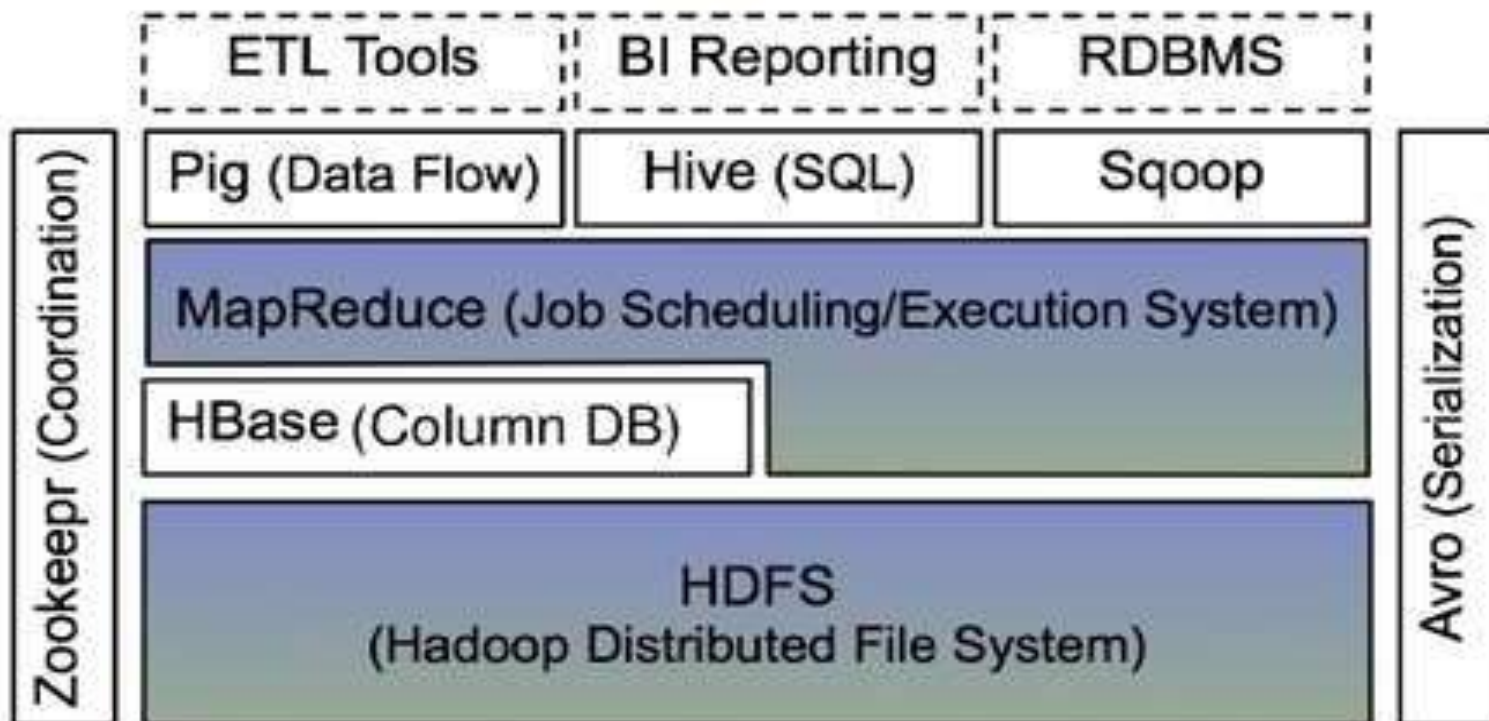 ETL Tools
BI Reporting
RDBMS
Pig (Data Flow)
Hive (SQL)
Sqoop
MapReduce (Job Scheduling/Execution System)
HBase (Column DB)
HDFS
(Hadoop Distributed File System)
Zookeepr (Coordination)
Avro (Serialization)